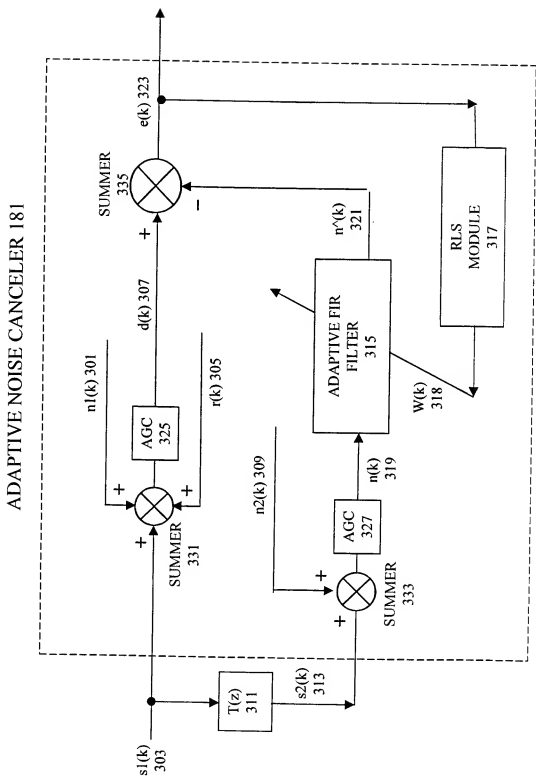 ADAPTIVE NOISE CANCELER 181
s1(k)
303
T(z)
311
s2(k)
313
+
+
+
SUMMER
331
n1(k) 301
AGC
325
r(k) 305
d(k) 307
SUMMER
335
+
-
e(k) 323
+
+
SUMMER
333
n2(k) 309
AGC
327
n(k)
319
ADAPTIVE FIR
FILTER
315
n^(k)
321
W(k)
318
RLS
MODULE
317